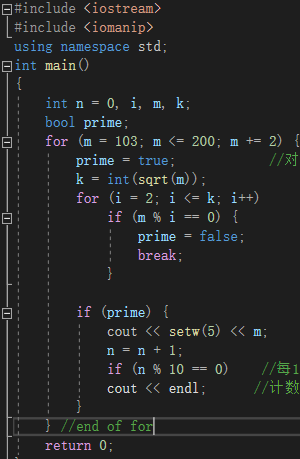 #include <iostream>
#include <iomanip>
using namespace std;
int main()
{
    int n = 0, i, m, k;
    bool prime;
    for (m = 103; m <= 200; m += 2) {
        prime = true;              //对
        k = int(sqrt(m));
        for (i = 2; i <= k; i++)
            if (m % i == 0) {
                prime = false;
                break;
            }

        if (prime) {
            cout << setw(5) << m;
            n = n + 1;
            if (n % 10 == 0)    //每1
            cout << endl;      //计数
        }
    } //end of for
    return 0;